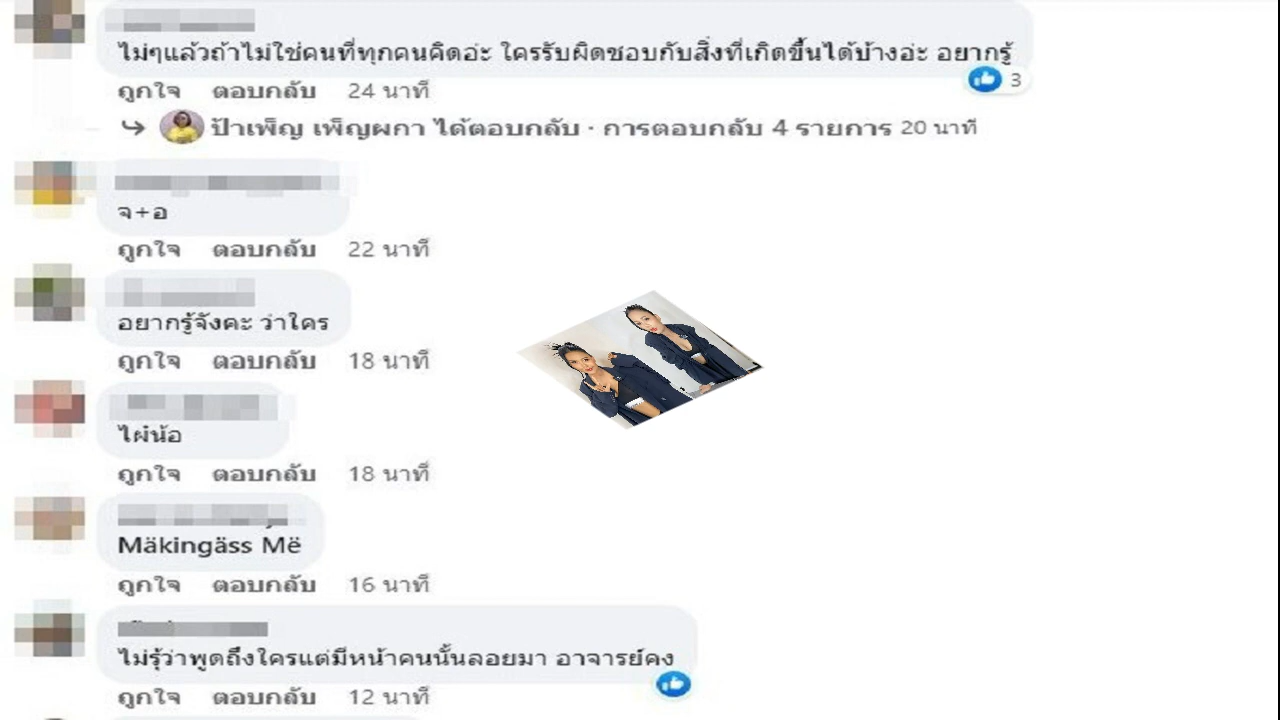 ไม่ๆแล้วถ้าไม่ใช่คนที่ทุกคนคิดอ่ะ ใครรับผิดชอบกับสิ่งที่เกิดขึ้นได้บ้างอ่ะ อยากรู้
3
ถูกใจ ตอบกลับ 24 นาที
ป้าเพ็ญ เพ็ญผกา ได้ตอบกลับ · การตอบกลับ 4 รายการ 20 นาที
จ+อ
ถูกใจ ตอบกลับ 22 นาที
อยากรู้จังคะ ว่าใคร
ถูกใจ ตอบกลับ 18 นาที
ไผ๋น้อ
ถูกใจ ตอบกลับ 18 นาที
Mäkingäss Më
ถูกใจ ตอบกลับ 16 นาที
ไม่รุ้ว่าพูดถึงใครแต่มีหน้าคนนั้นลอยมา อาจารย์คง
ถูกใจ ตอบกลับ 12 นาที